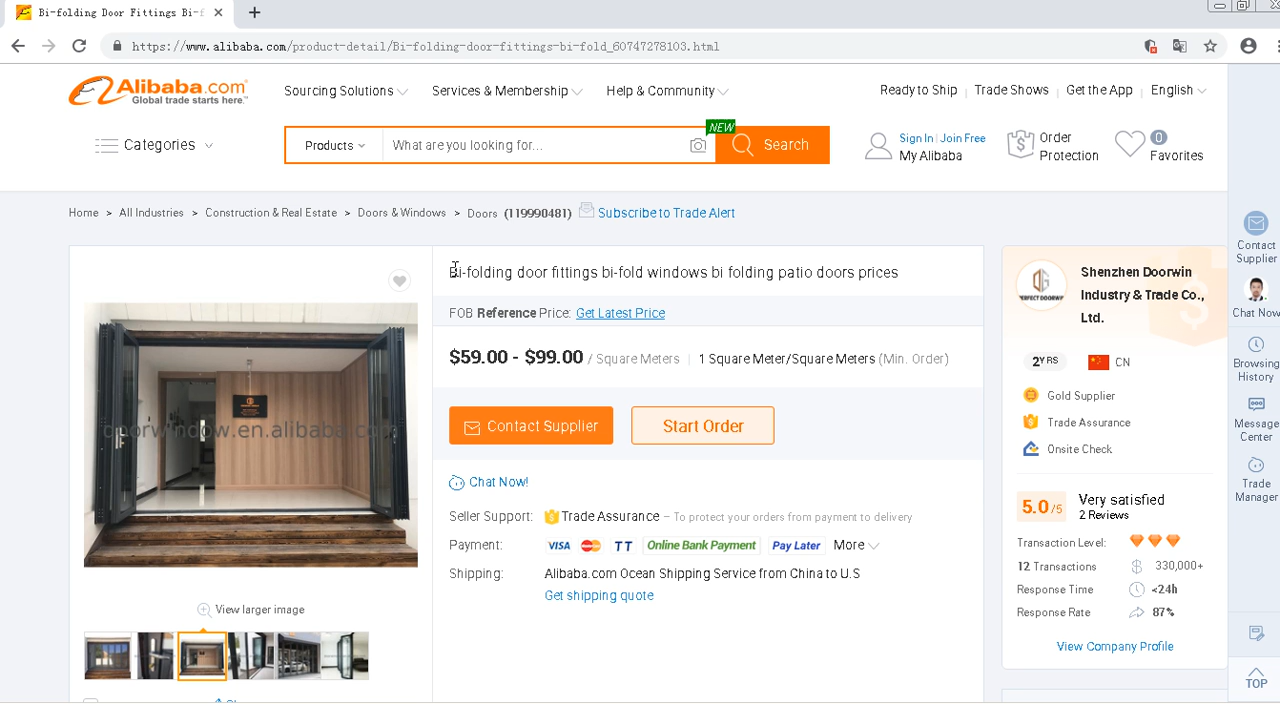 Bi-folding Door Fittings Bi-f
https://www.alibaba.com/product-detail/Bi-folding-door-fittings-bi-fold_60747278103.html
Alibaba.com
Global trade starts here.™
Sourcing Solutions
Services & Membership
Help & Community
Ready to Ship
Trade Shows
Get the App
English
Categories
Products
What are you looking for...
NEW
Search
Sign In | Join Free
My Alibaba
Order
Protection
0
Favorites
Home > All Industries > Construction & Real Estate > Doors & Windows > Doors (119990481) Subscribe to Trade Alert
Bi-folding door fittings bi-fold windows bi folding patio doors prices
FOB Reference Price: Get Latest Price
$59.00 - $99.00 / Square Meters | 1 Square Meter/Square Meters (Min. Order)
Contact Supplier
Start Order
Chat Now!
Seller Support: Trade Assurance – To protect your orders from payment to delivery
Payment: VISA TT Online Bank Payment Pay Later More
Shipping: Alibaba.com Ocean Shipping Service from China to U.S
Get shipping quote
doorwindow.en.alibaba.com
View larger image
PERFECT DOORWIN
Shenzhen Doorwin
Industry & Trade Co.,
Ltd.
2YRS
CN
Gold Supplier
Trade Assurance
Onsite Check
5.0/5
Very satisfied
2 Reviews
Transaction Level:
12 Transactions
330,000+
Response Time
<24h
Response Rate
87%
View Company Profile
Contact
Supplier
Chat Now
Browsing
History
Message
Center
Trade
Manager
TOP